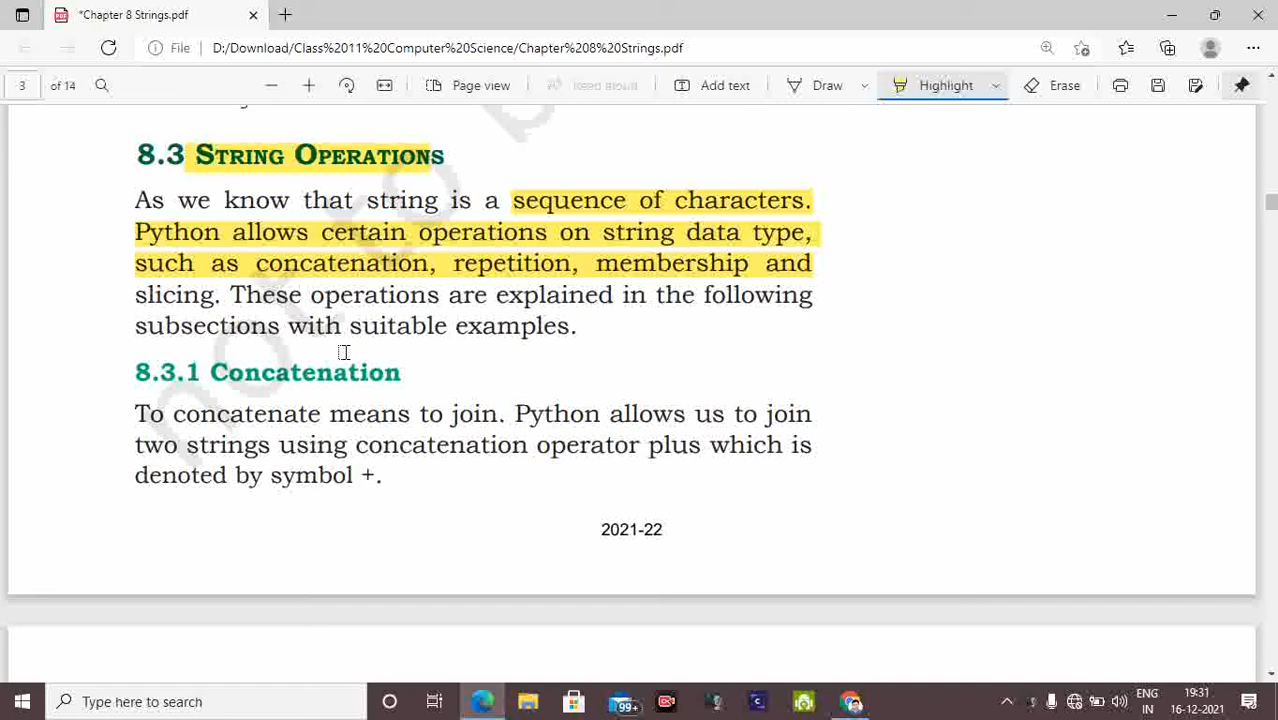 *Chapter 8 Strings.pdf
File D:/Download/Class%2011%20Computer%20Science/Chapter%208%20Strings.pdf
3 of 14 Page view Read aloud Add text Draw Highlight Erase
8.3 STRING OPERATIONS
As we know that string is a sequence of characters.
Python allows certain operations on string data type,
such as concatenation, repetition, membership and
slicing. These operations are explained in the following
subsections with suitable examples.
8.3.1 Concatenation
To concatenate means to join. Python allows us to join
two strings using concatenation operator plus which is
denoted by symbol +.
2021-22
Type here to search 99+ ENG 19:31
IN 16-12-2021